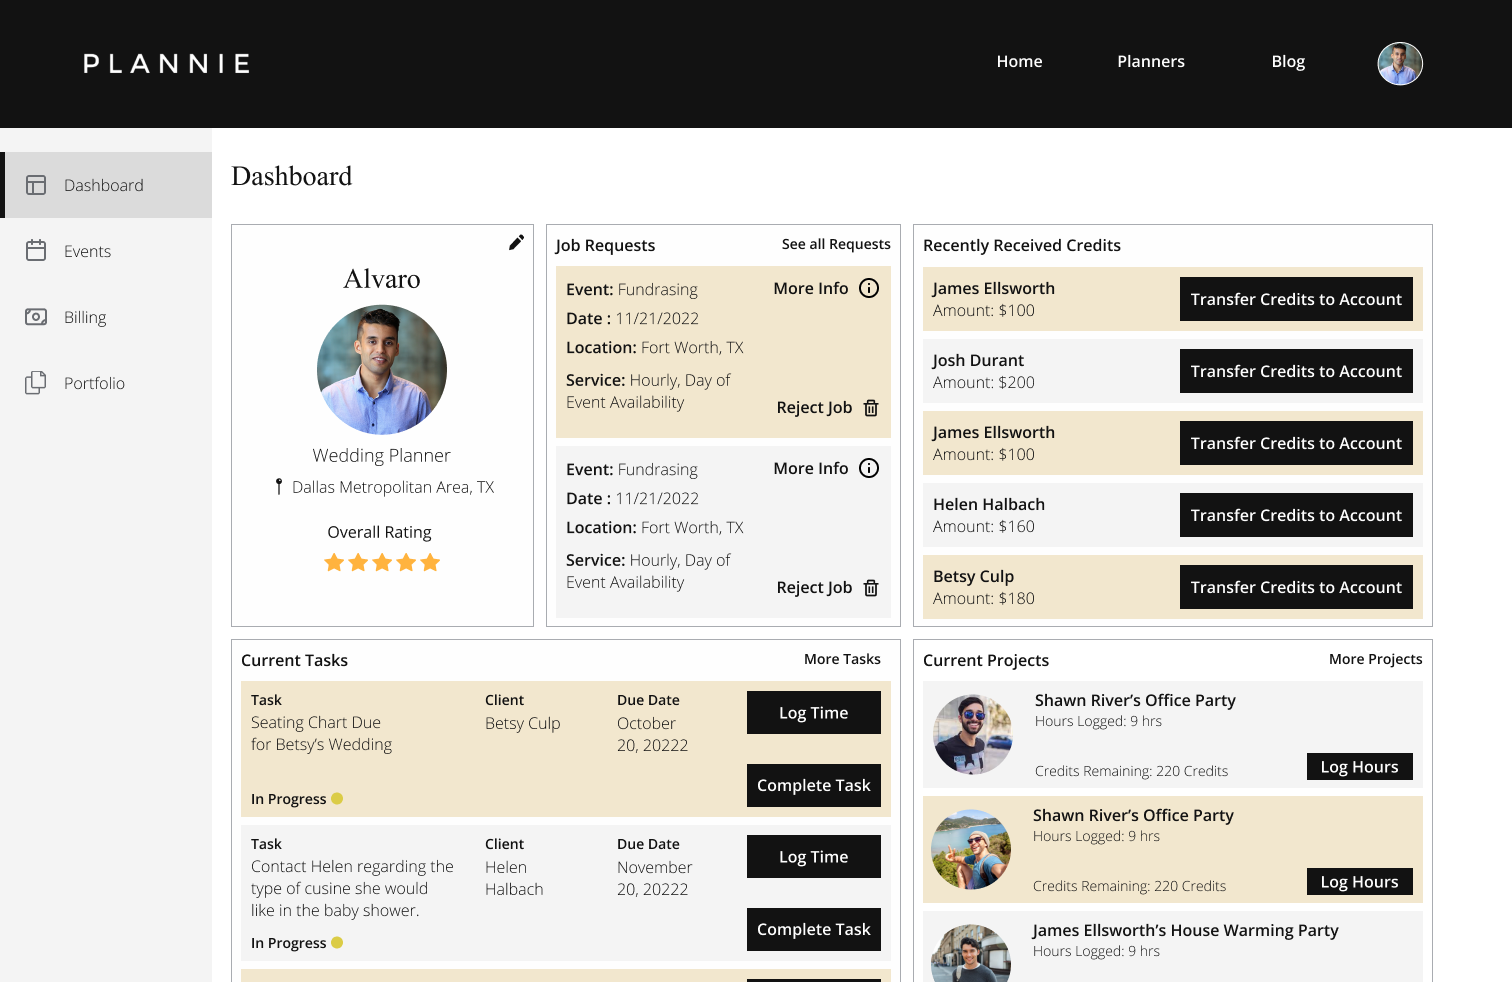 PLANNIE
Home
Planners
Blog
Dashboard
Events
Billing
Portfolio
Dashboard
Alvaro
Wedding Planner
Dallas Metropolitan Area, TX
Overall Rating
Job Requests
See all Requests
Event: Fundrasing
More Info
Date : 11/21/2022
Location: Fort Worth, TX
Service: Hourly, Day of
Event Availability
Reject Job
Event: Fundrasing
More Info
Date : 11/21/2022
Location: Fort Worth, TX
Service: Hourly, Day of
Event Availability
Reject Job
Recently Received Credits
James Ellsworth
Amount: $100
Transfer Credits to Account
Josh Durant
Amount: $200
Transfer Credits to Account
James Ellsworth
Amount: $100
Transfer Credits to Account
Helen Halbach
Amount: $160
Transfer Credits to Account
Betsy Culp
Amount: $180
Transfer Credits to Account
Current Tasks
More Tasks
Task
Seating Chart Due
for Betsy’s Wedding
Client
Betsy Culp
Due Date
October
20, 20222
Log Time
Complete Task
In Progress
Task
Contact Helen regarding the
type of cusine she would
like in the baby shower.
Client
Helen
Halbach
Due Date
November
20, 20222
Log Time
Complete Task
In Progress
Current Projects
More Projects
Shawn River’s Office Party
Hours Logged: 9 hrs
Credits Remaining: 220 Credits
Log Hours
Shawn River’s Office Party
Hours Logged: 9 hrs
Credits Remaining: 220 Credits
Log Hours
James Ellsworth’s House Warming Party
Hours Logged: 9 hrs